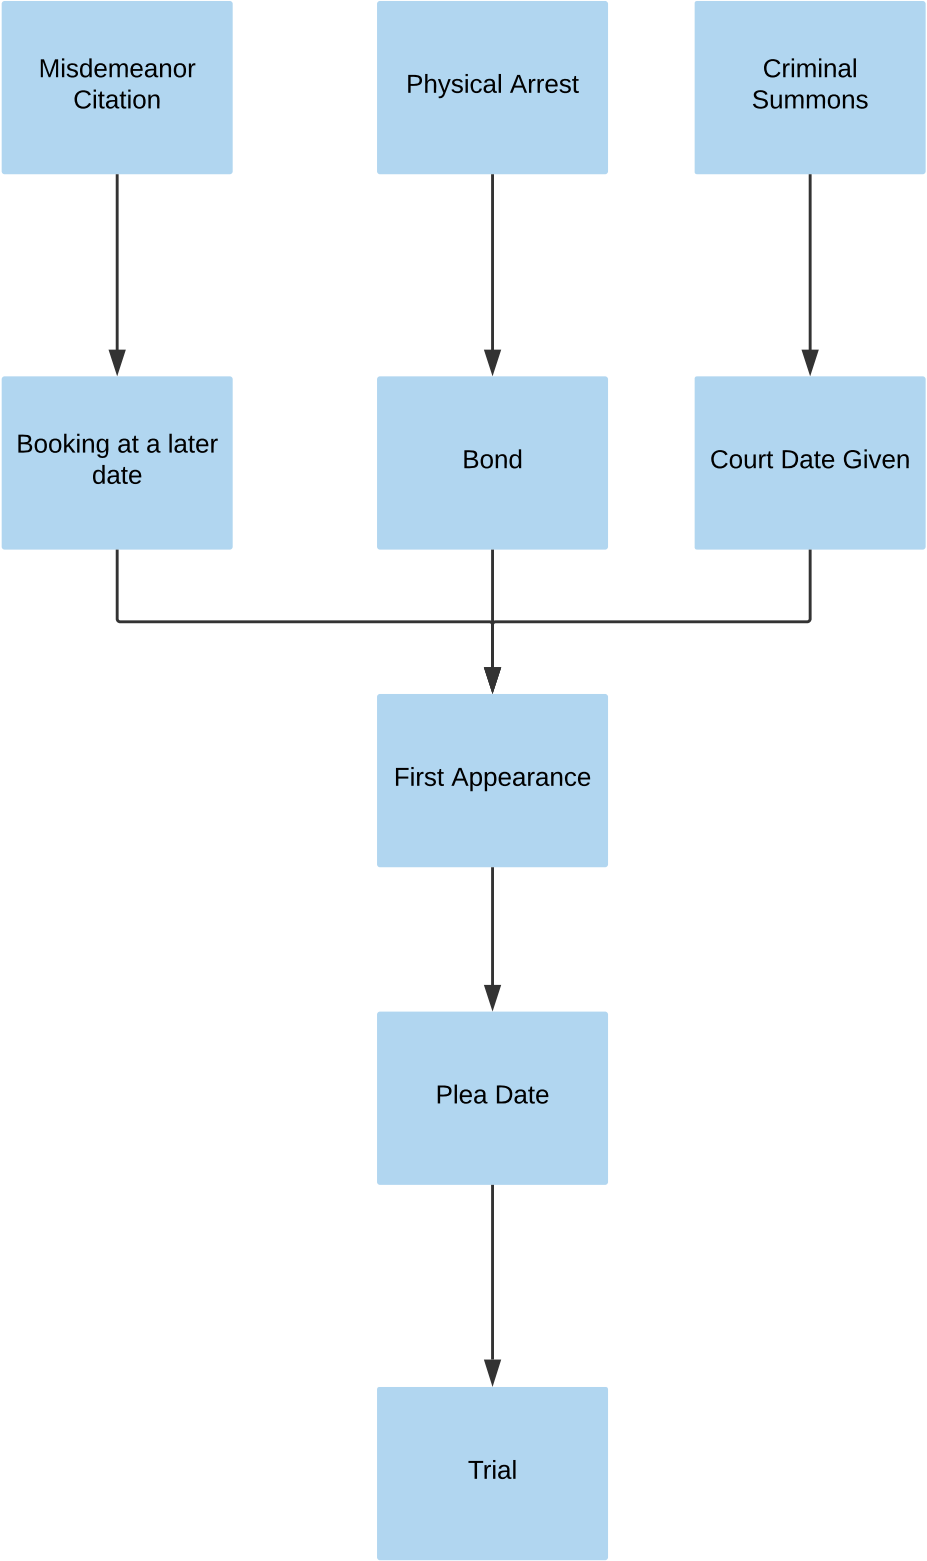 Misdemeanor
Citation
Physical Arrest
Criminal
Summons
Booking at a later
date
Bond
Court Date Given
First Appearance
Plea Date
Trial